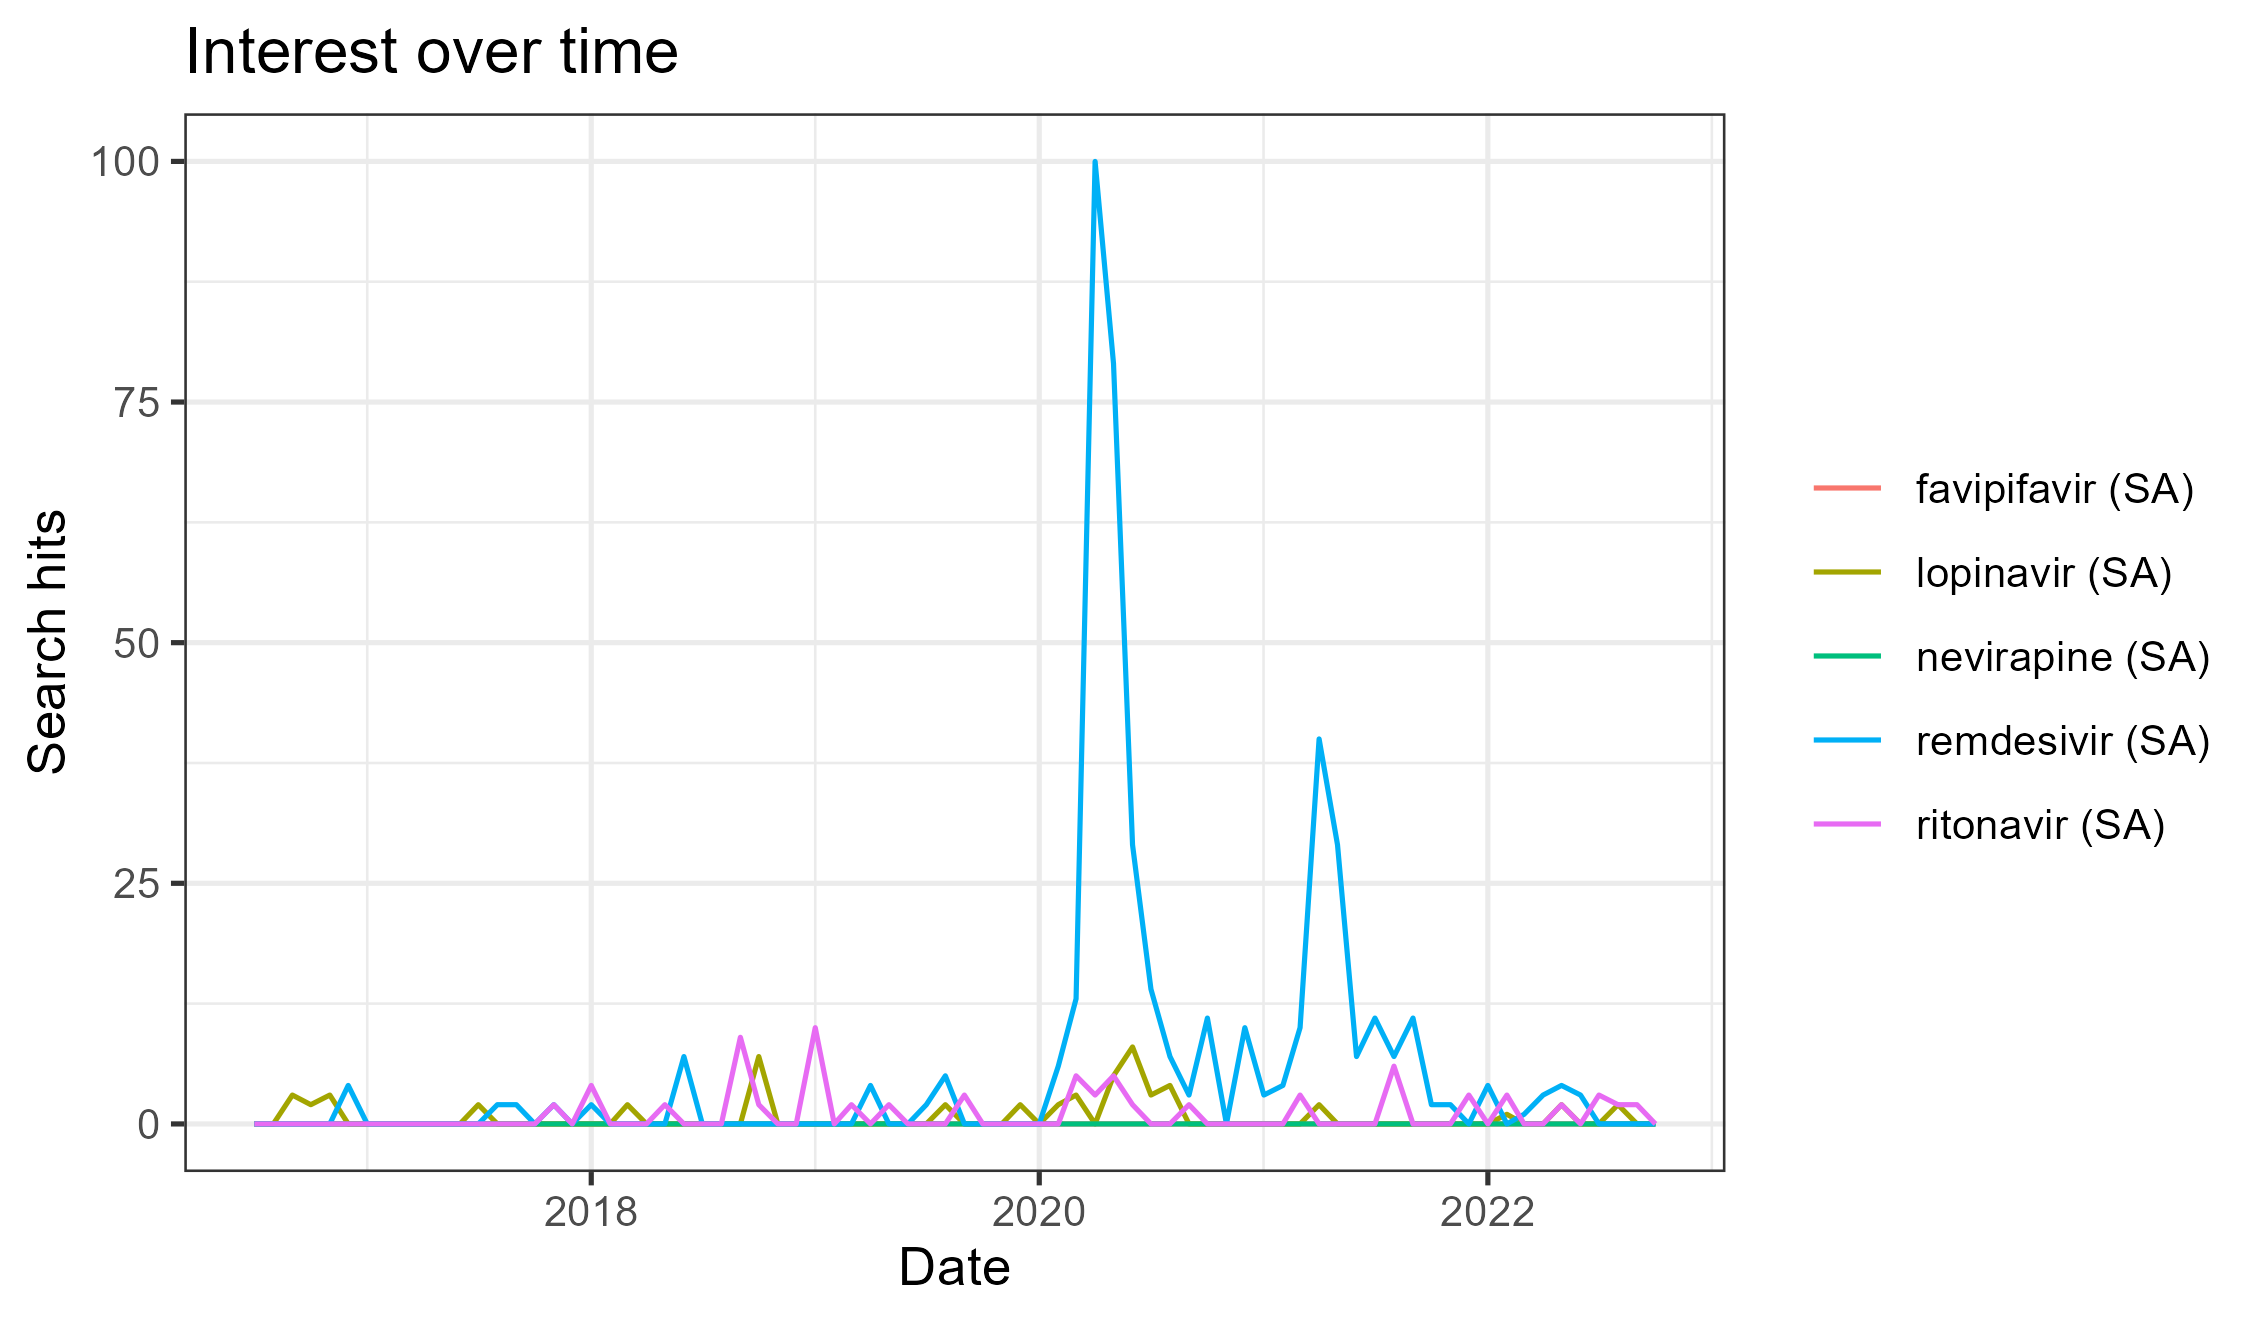 Interest over time
Search hits
100
75
50
25
0
2018
2020
2022
Date
favipifavir (SA)
lopinavir (SA)
nevirapine (SA)
remdesivir (SA)
ritonavir (SA)